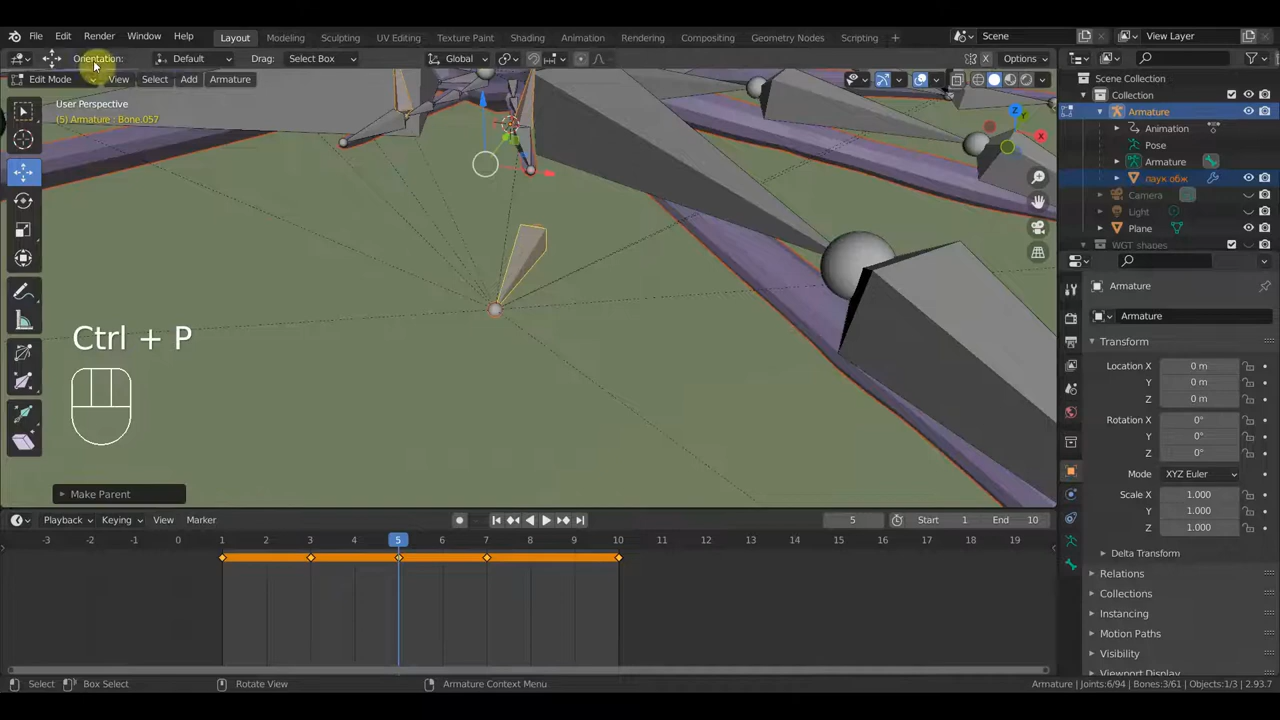 File Edit Render Window Help Layout Modeling Sculpting UV Editing Texture Paint Shading Animation Rendering Compositing Geometry Nodes Scripting Scene View Layer
Orientation: Default Drag: Select Box Global Options
Edit Mode View Select Add Armature
User Perspective
(5) Armature : Bone.057
Ctrl + P
Make Parent
Scene Collection
Collection
Armature
Animation
Pose
Armature
паук обж
Camera
Light
Plane
WGT_shapes
Armature
Armature
Transform
Location X 0 m
Y 0 m
Z 0 m
Rotation X 0°
Y 0°
Z 0°
Mode XYZ Euler
Scale X 1.000
Y 1.000
Z 1.000
Delta Transform
Relations
Collections
Instancing
Motion Paths
Visibility
Viewport Display
Playback Keying View Marker 5 Start 1 End 10
-3 -2 -1 0 1 2 3 4 5 6 7 8 9 10 11 12 13 14 15 16 17 18 19
Select Box Select Rotate View Armature Context Menu Armature | Joints:6/94 | Bones:3/61 | Objects:1/3 | 2.93.7